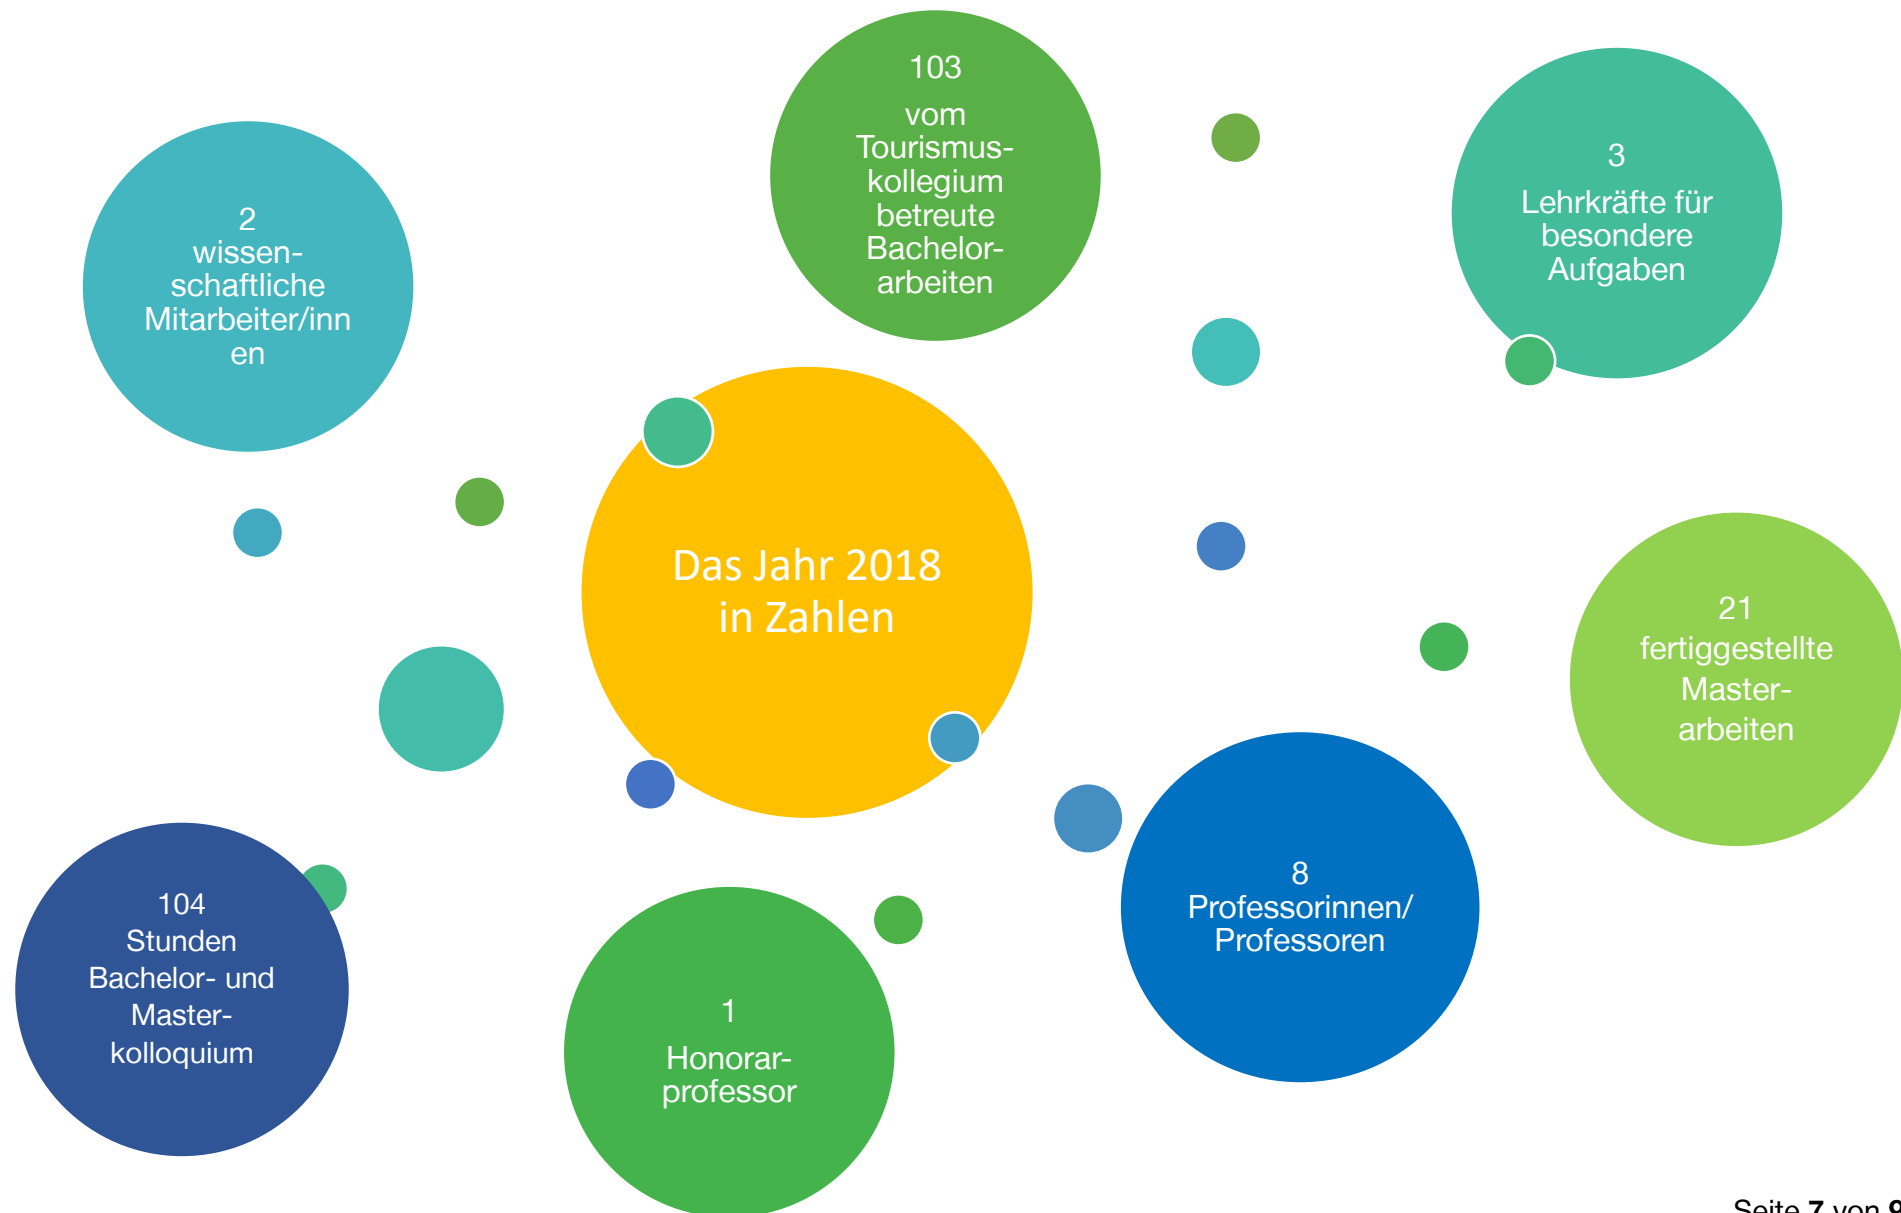 103
vom
Tourismus-
kollegium
betreute
Bachelor-
arbeiten
3
Lehrkräfte für
besondere
Aufgaben
2
wissen-
schaftliche
Mitarbeiter/inn
en
Das Jahr 2018
in Zahlen
21
fertiggestellte
Master-
arbeiten
8
Professorinnen/
Professoren
104
Stunden
Bachelor- und
Master-
kolloquium
1
Honorar-
professor
Seite 7 von 9